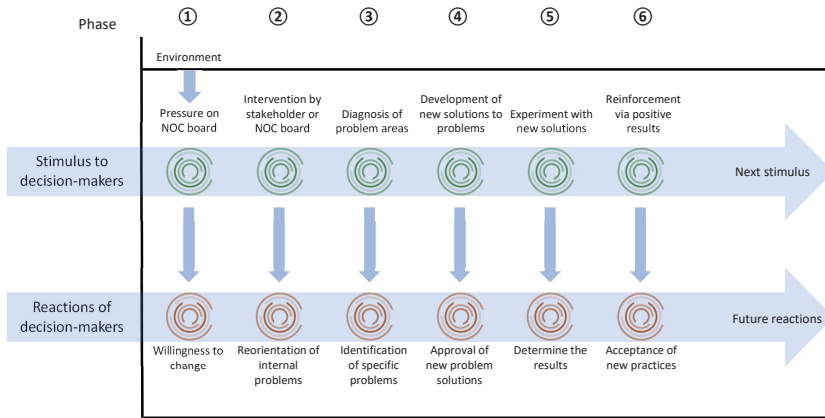 Phase ① ② ③ ④ ⑤ ⑥
Environment
Pressure on
NOC board
Intervention by
stakeholder or
NOC board
Diagnosis of
problem areas
Development of
new solutions to
problems
Experiment with
new solutions
Reinforcement
via positive
results
Stimulus to
decision-makers
Next stimulus
Reactions of
decision-makers
Future reactions
Willingness to
change
Reorientation of
internal
problems
Identification
of specific
problems
Approval of
new problem
solutions
Determine the
results
Acceptance of
new practices